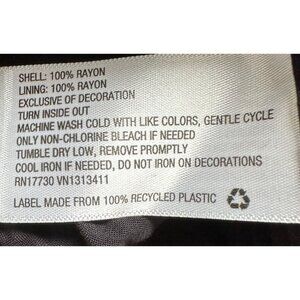 SHELL: 100% RAYON
LINING: 100% RAYON
EXCLUSIVE OF DECORATION
TURN INSIDE OUT
MACHINE WASH COLD WITH LIKE COLORS, GENTLE CYCLE
ONLY NON-CHLORINE BLEACH IF NEEDED
TUMBLE DRY LOW, REMOVE PROMPTLY
COOL IRON IF NEEDED, DO NOT IRON ON DECORATIONS
RN17730 VN1313411
LABEL MADE FROM 100% RECYCLED PLASTIC